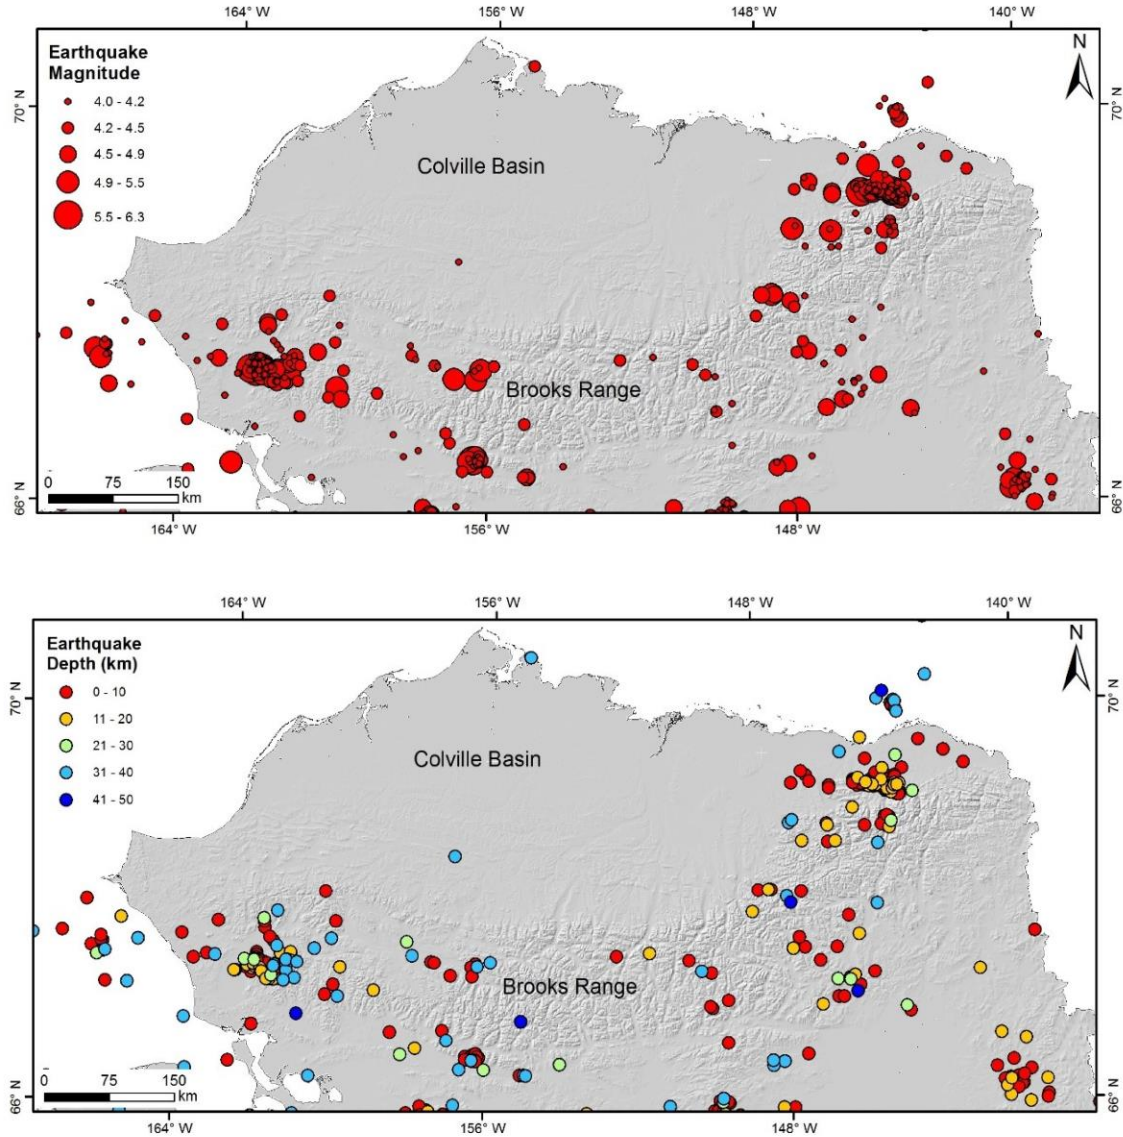 164° W 156° W 148° W 140° W
Earthquake
Magnitude
4.0 - 4.2
4.2 - 4.5
4.5 - 4.9
4.9 - 5.5
5.5 - 6.3
N
70° N
70° N
Colville Basin
Brooks Range
0 75 150
km
66° N
66° N
164° W 156° W 148° W
164° W 156° W 148° W 140° W
Earthquake
Depth (km)
0 - 10
11 - 20
21 - 30
31 - 40
41 - 50
N
70° N
70° N
Colville Basin
Brooks Range
0 75 150
km
66° N
66° N
164° W 156° W 148° W